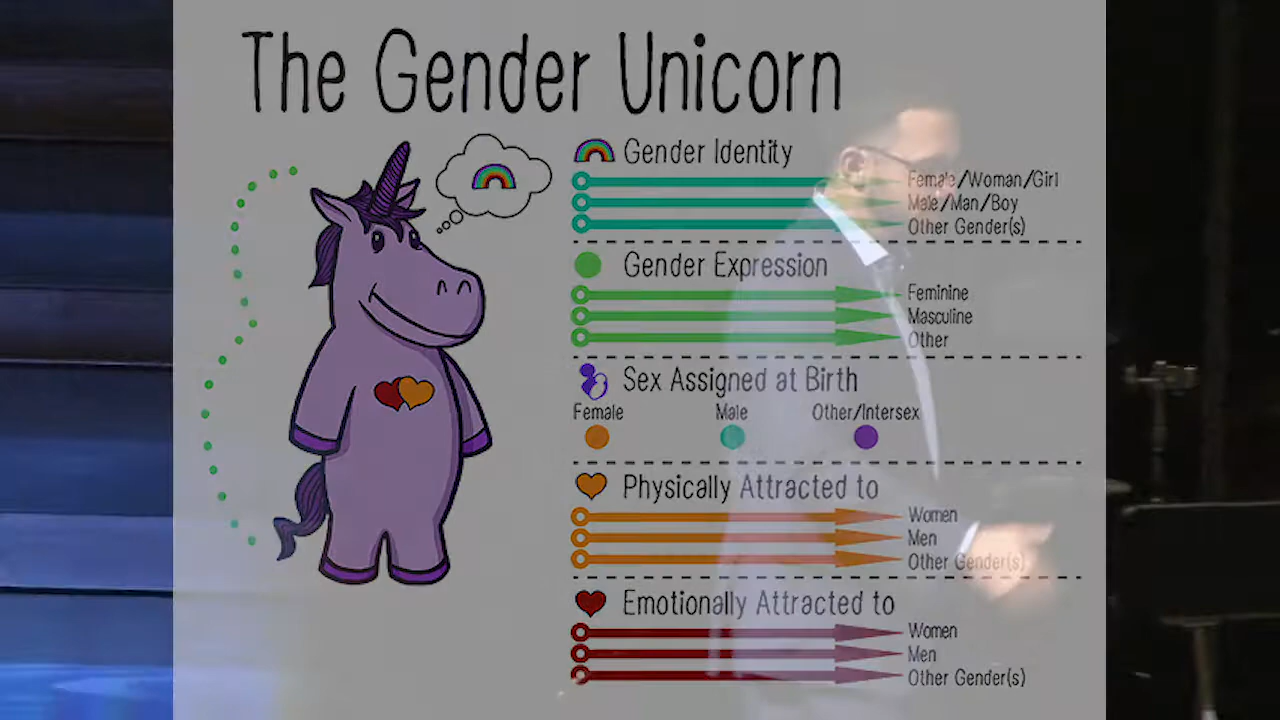 The Gender Unicorn
Gender Identity
Female/Woman/Girl
Male/Man/Boy
Other Gender(s)
Gender Expression
Feminine
Masculine
Other
Sex Assigned at Birth
Female Male Other/Intersex
Physically Attracted to
Women
Men
Other Gender(s)
Emotionally Attracted to
Women
Men
Other Gender(s)